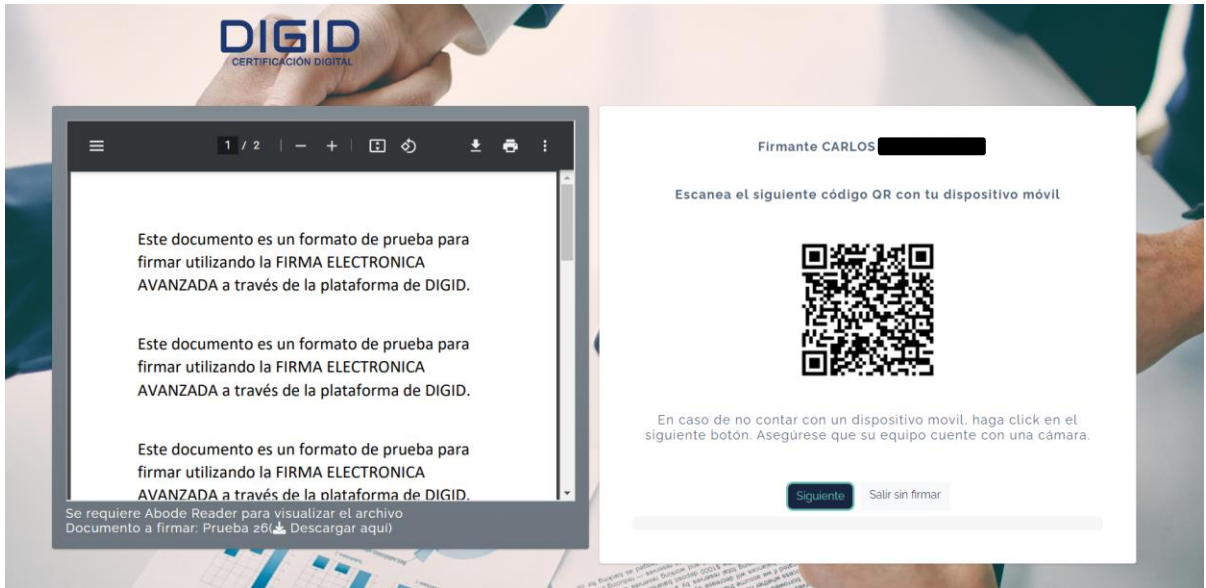 DIGID
CERTIFICACIÓN DIGITAL
1 / 2
Este documento es un formato de prueba para
firmar utilizando la FIRMA ELECTRONICA
AVANZADA a través de la plataforma de DIGID.
Este documento es un formato de prueba para
firmar utilizando la FIRMA ELECTRONICA
AVANZADA a través de la plataforma de DIGID.
Este documento es un formato de prueba para
firmar utilizando la FIRMA ELECTRONICA
AVANZADA a través de la plataforma de DIGID.
Se requiere Abode Reader para visualizar el archivo
Documento a firmar: Prueba 26( Descargar aquí)
Firmante CARLOS
Escanea el siguiente código QR con tu dispositivo móvil
En caso de no contar con un dispositivo movil, haga click en el
siguiente botón. Asegúrese que su equipo cuente con una cámara.
Siguiente
Salir sin firmar